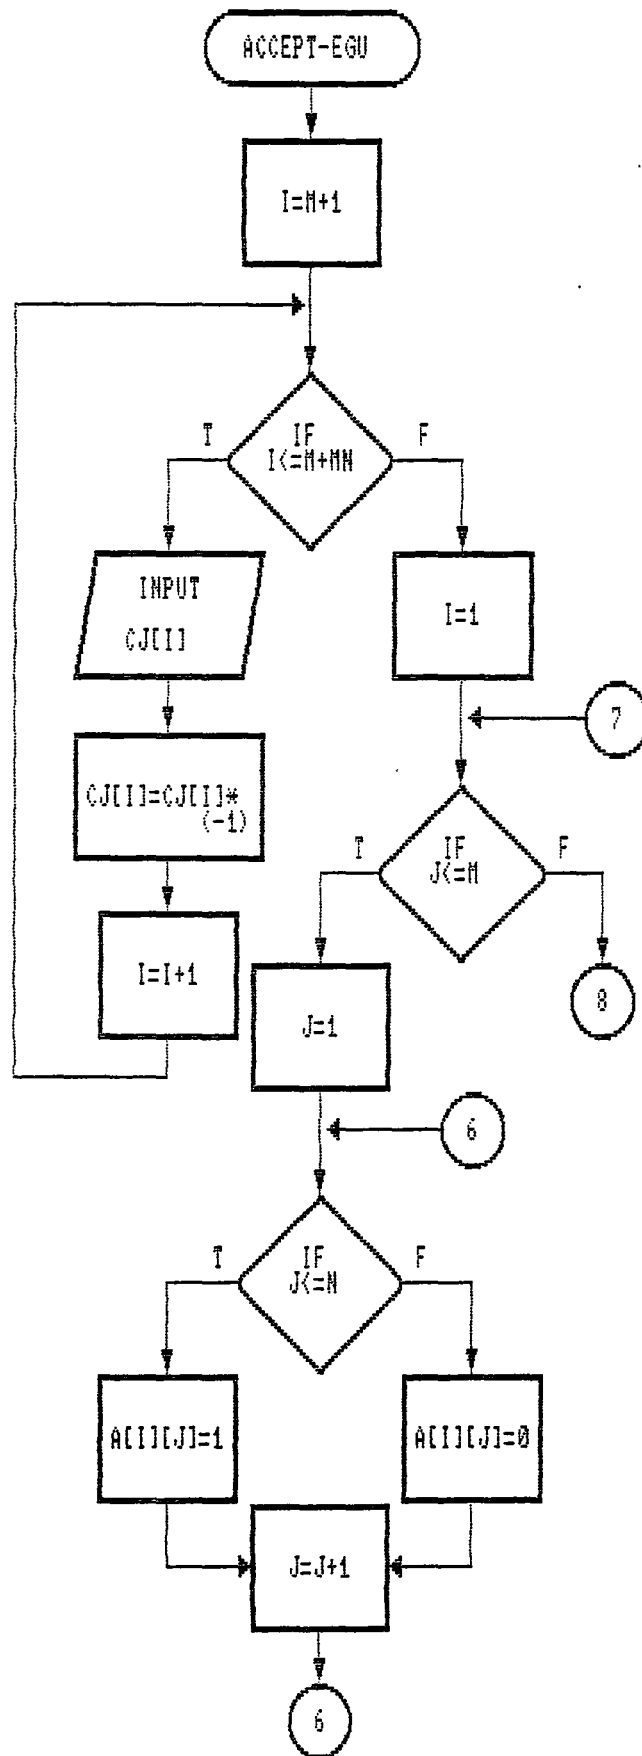 ACCEPT-EGU
I=M+1
T
IF
F
I<=M+MN
INPUT
CJ[I]
I=1
7
CJ[I]=CJ[I]*
(-1)
T
IF
F
J<=M
I=I+1
J=1
8
6
T
IF
F
J<=N
A[I][J]=1
A[I][J]=0
J=J+1
6